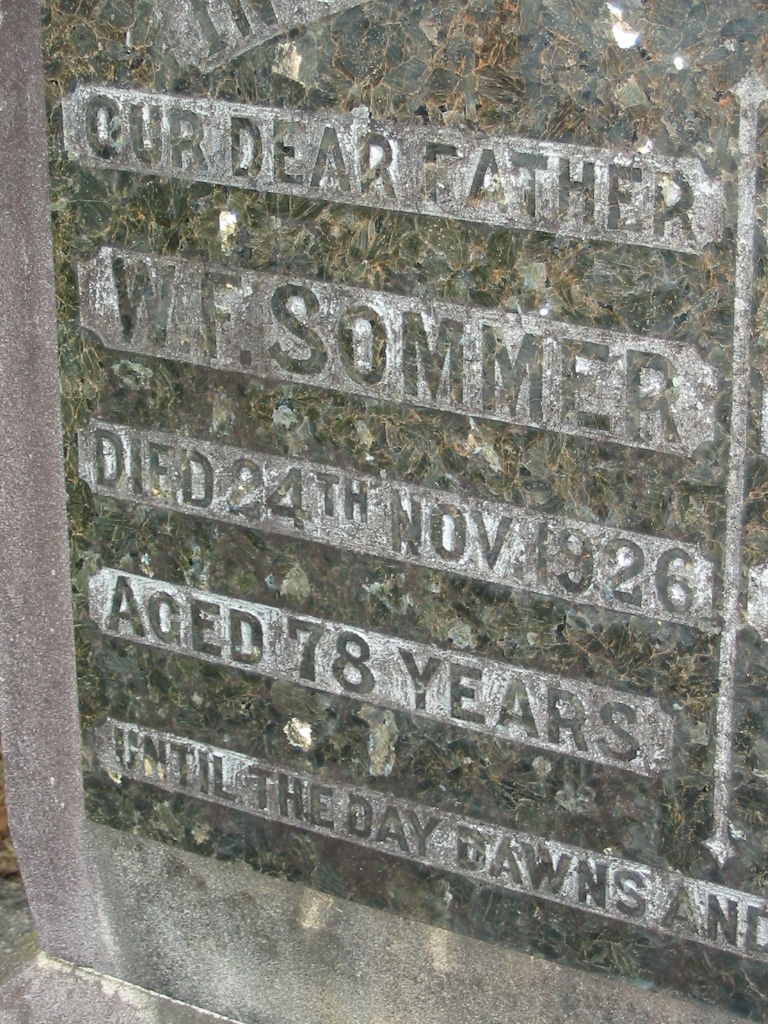 OUR DEAR FATHER
W.F. SOMMER
DIED 24TH NOV 1926
AGED 78 YEARS
UNTIL THE DAY DAWNS AND